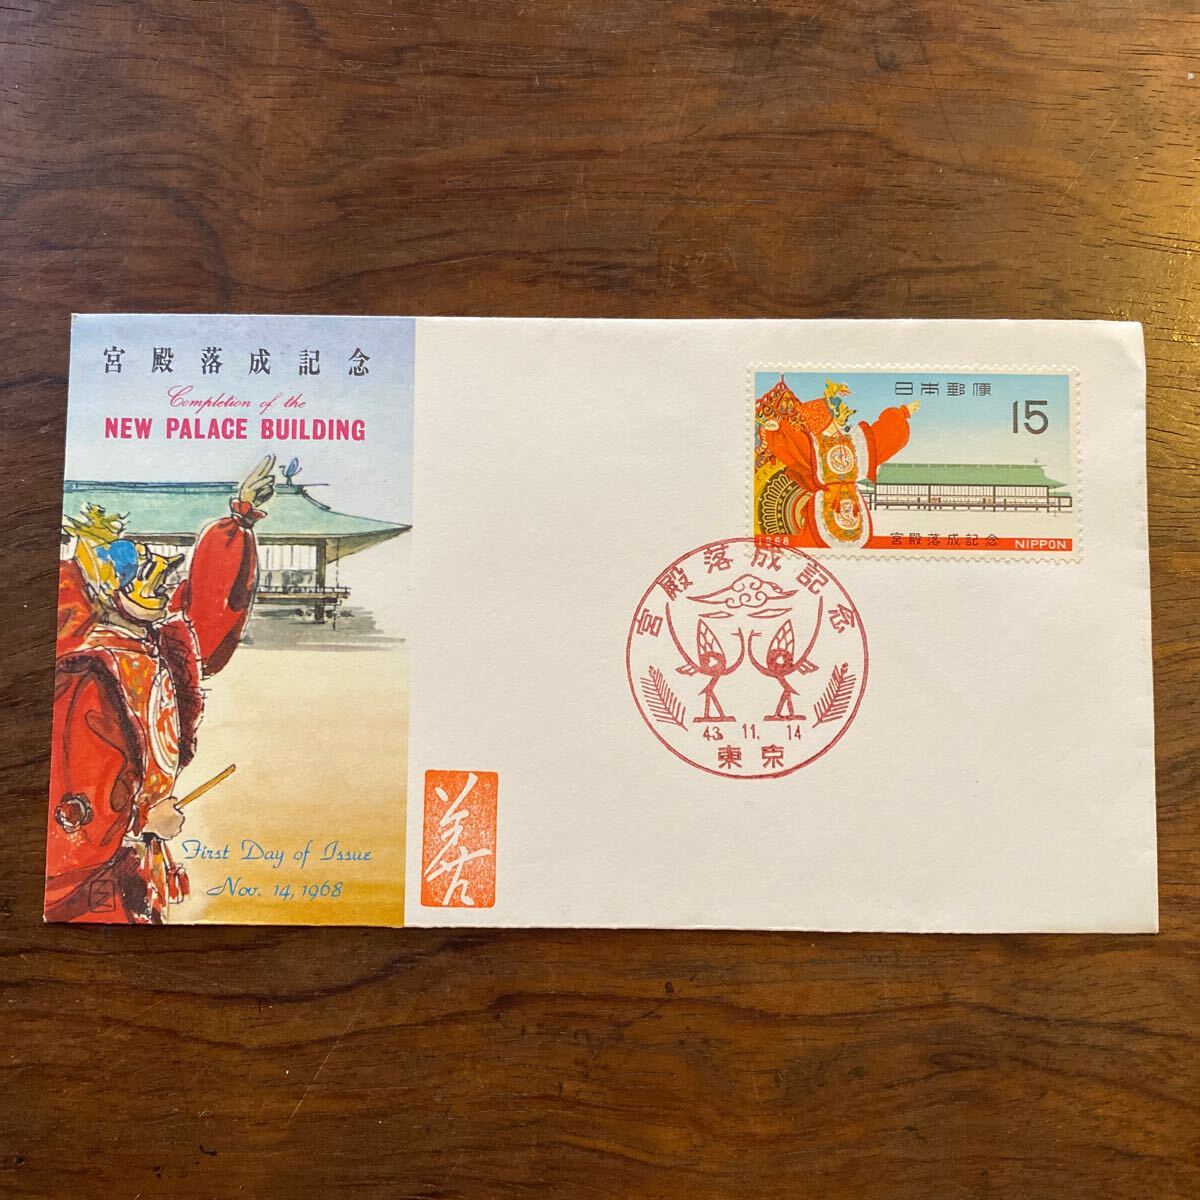 宮殿落成記念
Completion of the
NEW PALACE BUILDING
First Day of Issue
Nov. 14, 1968
Z
日本郵便
15
1968
宮殿落成記念
NIPPON
宮殿落成記念
43. 11. 14
東京